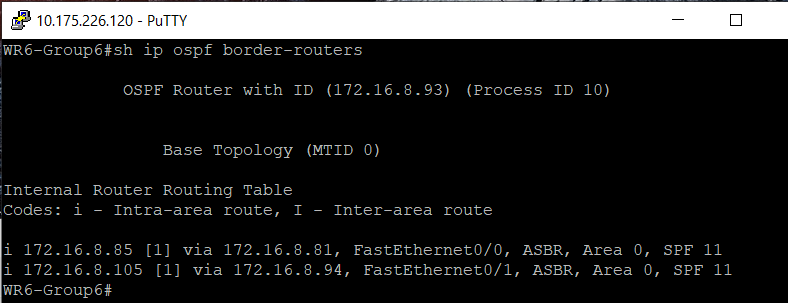 10.175.226.120 - PuTTY
WR6-Group6#sh ip ospf border-routers
OSPF Router with ID (172.16.8.93) (Process ID 10)
Base Topology (MTID 0)
Internal Router Routing Table
Codes: i - Intra-area route, I - Inter-area route
i 172.16.8.85 [1] via 172.16.8.81, FastEthernet0/0, ASBR, Area 0, SPF 11
i 172.16.8.105 [1] via 172.16.8.94, FastEthernet0/1, ASBR, Area 0, SPF 11
WR6-Group6#